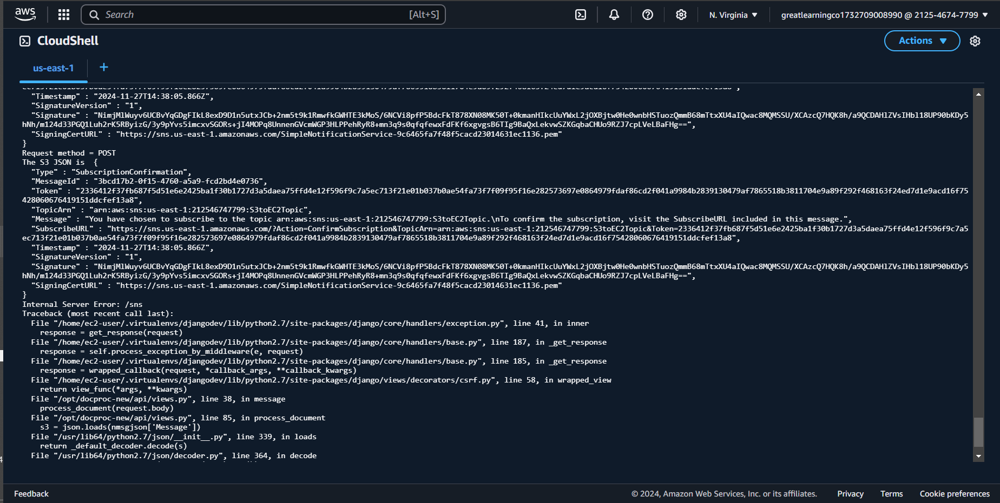 aws
Search [Alt+S]
N. Virginia
greatlearningco1732709008990 @ 2125-4674-7799
CloudShell
Actions
us-east-1
+
"Timestamp" : "2024-11-27T14:38:05.866Z",
"SignatureVersion" : "1",
"Signature" : "NimjMlWuyv6UCBvYqGDgFIkL8exD9D1n5utxJCb+2nm5t9k1RmwfkGWHTE3kMoS/6NCVi8pfP5BdcFkT878XN08MK50T+0kmanHIkcUuYWxL2jOXBjtw0He0wnbHSTuozQmmB68mTtxXU4aIQwac8MQMSSU/XCAzcQ7HQK8h/a9QCDAHlZVsIHbl18UP90bKDy5
hNh/m124d33PGQ1Luh2rK5RByizG/3y9pYvs5imcxvSGORs+jI4MOPq8UnnenGVcmWGP3HLPPehRyR8+mn3q9s0qfqfewxFdFKf6xgvgsB6TIg9BaQxLekvwSZKGqbaCHUo9RZJ7cpLVeLBaFHg==",
"SigningCertURL" : "https://sns.us-east-1.amazonaws.com/SimpleNotificationService-9c6465fa7f48f5cacd23014631ec1136.pem"
}
Request method = POST
The S3 JSON is  {
"Type" : "SubscriptionConfirmation",
"MessageId" : "3bcd17b2-0f15-4760-a5a9-fcd2bd4e0736",
"Token" : "2336412f37fb687f5d51e6e2425ba1f30b1727d3a5daea75ffd4e12f596f9c7a5ec713f21e01b037b0ae54fa73f7f09f95f16e282573697e0864979fdaf86cd2f041a9984b2839130479af7865518b3811704e9a89f292f468163f24ed7d1e9acd16f75
428060676419151ddcfef13a8",
"TopicArn" : "arn:aws:sns:us-east-1:212546747799:S3toEC2Topic",
"Message" : "You have chosen to subscribe to the topic arn:aws:sns:us-east-1:212546747799:S3toEC2Topic.\nTo confirm the subscription, visit the SubscribeURL included in this message.",
"SubscribeURL" : "https://sns.us-east-1.amazonaws.com/?Action=ConfirmSubscription&TopicArn=arn:aws:sns:us-east-1:212546747799:S3toEC2Topic&Token=2336412f37fb687f5d51e6e2425ba1f30b1727d3a5daea75ffd4e12f596f9c7a5
ec713f21e01b037b0ae54fa73f7f09f95f16e282573697e0864979fdaf86cd2f041a9984b2839130479af7865518b3811704e9a89f292f468163f24ed7d1e9acd16f75428060676419151ddcfef13a8",
"Timestamp" : "2024-11-27T14:38:05.866Z",
"SignatureVersion" : "1",
"Signature" : "NimjMlWuyv6UCBvYqGDgFIkL8exD9D1n5utxJCb+2nm5t9k1RmwfkGWHTE3kMoS/6NCVi8pfP5BdcFkT878XN08MK50T+0kmanHIkcUuYWxL2jOXBjtw0He0wnbHSTuozQmmB68mTtxXU4aIQwac8MQMSSU/XCAzcQ7HQK8h/a9QCDAHlZVsIHbl18UP90bKDy5
hNh/m124d33PGQ1Luh2rK5RByizG/3y9pYvs5imcxvSGORs+jI4MOPq8UnnenGVcmWGP3HLPPehRyR8+mn3q9s0qfqfewxFdFKf6xgvgsB6TIg9BaQxLekvwSZKGqbaCHUo9RZJ7cpLVeLBaFHg==",
"SigningCertURL" : "https://sns.us-east-1.amazonaws.com/SimpleNotificationService-9c6465fa7f48f5cacd23014631ec1136.pem"
}
Internal Server Error: /sns
Traceback (most recent call last):
File "/home/ec2-user/.virtualenvs/djangodev/lib/python2.7/site-packages/django/core/handlers/exception.py", line 41, in inner
response = get_response(request)
File "/home/ec2-user/.virtualenvs/djangodev/lib/python2.7/site-packages/django/core/handlers/base.py", line 187, in _get_response
response = self.process_exception_by_middleware(e, request)
File "/home/ec2-user/.virtualenvs/djangodev/lib/python2.7/site-packages/django/core/handlers/base.py", line 185, in _get_response
response = wrapped_callback(request, *callback_args, **callback_kwargs)
File "/home/ec2-user/.virtualenvs/djangodev/lib/python2.7/site-packages/django/views/decorators/csrf.py", line 58, in wrapped_view
return view_func(*args, **kwargs)
File "/opt/docproc-new/api/views.py", line 38, in message
process_document(request.body)
File "/opt/docproc-new/api/views.py", line 85, in process_document
s3 = json.loads(nmsgjson['Message'])
File "/usr/lib64/python2.7/json/__init__.py", line 339, in loads
return _default_decoder.decode(s)
File "/usr/lib64/python2.7/json/decoder.py", line 364, in decode
Feedback
© 2024, Amazon Web Services, Inc. or its affiliates.
Privacy
Terms
Cookie preferences